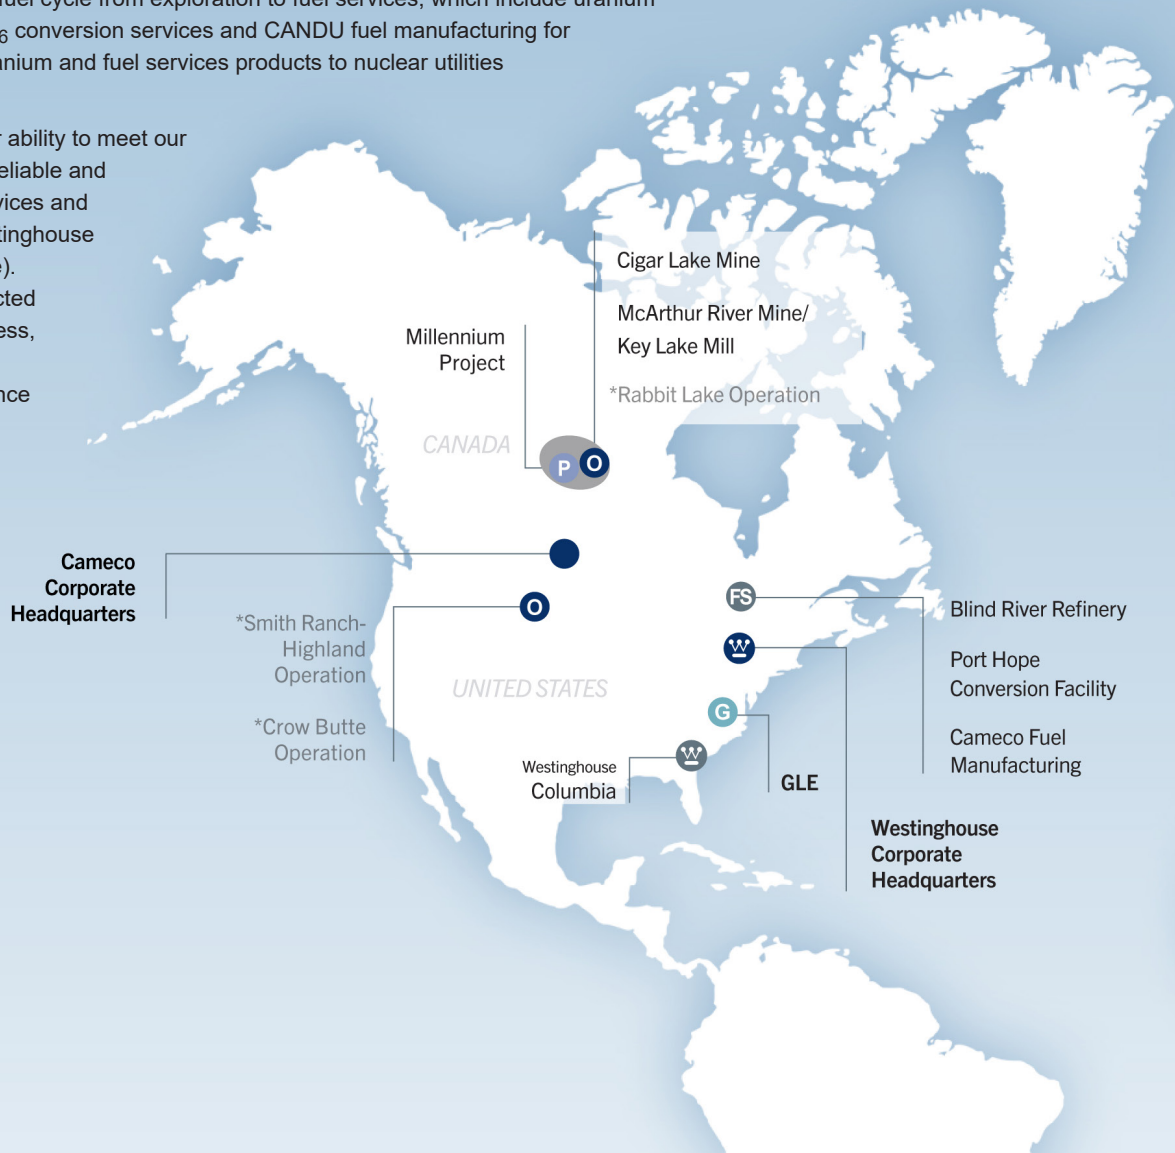 fuel cycle from exploration to fuel services, which include uranium
6 conversion services and CANDU fuel manufacturing for
nium and fuel services products to nuclear utilities
ability to meet our
eliable and
vices and
tinghouse
e).
cted
ess,
nce
Cigar Lake Mine
McArthur River Mine/
Key Lake Mill
*Rabbit Lake Operation
Millennium
Project
CANADA
P
O
Cameco
Corporate
Headquarters
O
*Smith Ranch-
Highland
Operation
*Crow Butte
Operation
UNITED STATES
FS
Blind River Refinery
Port Hope
Conversion Facility
Cameco Fuel
Manufacturing
W
G
GLE
W
Westinghouse
Columbia
Westinghouse
Corporate
Headquarters